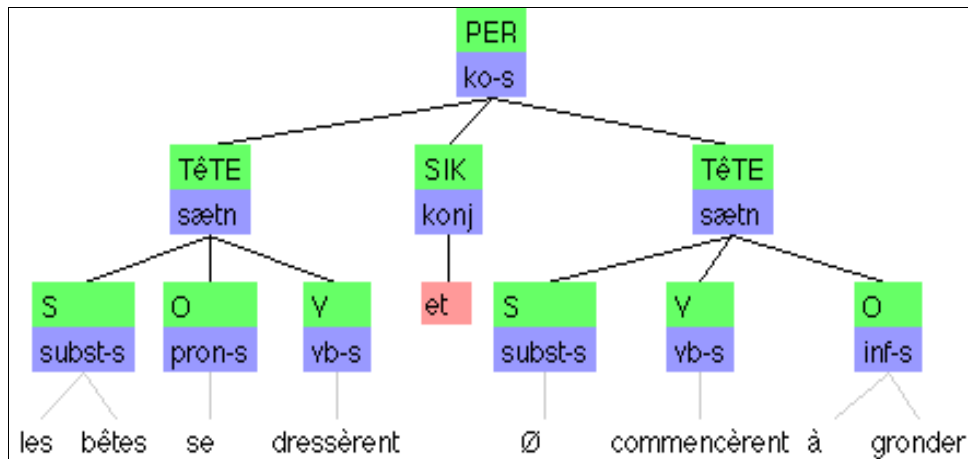 PER
ko-s
TêTE SIK TêTE
sætn konj sætn
S O V et S V O
subst-s pron-s vb-s subst-s vb-s inf-s
les bêtes se dressèrent Ø commencèrent à gronder